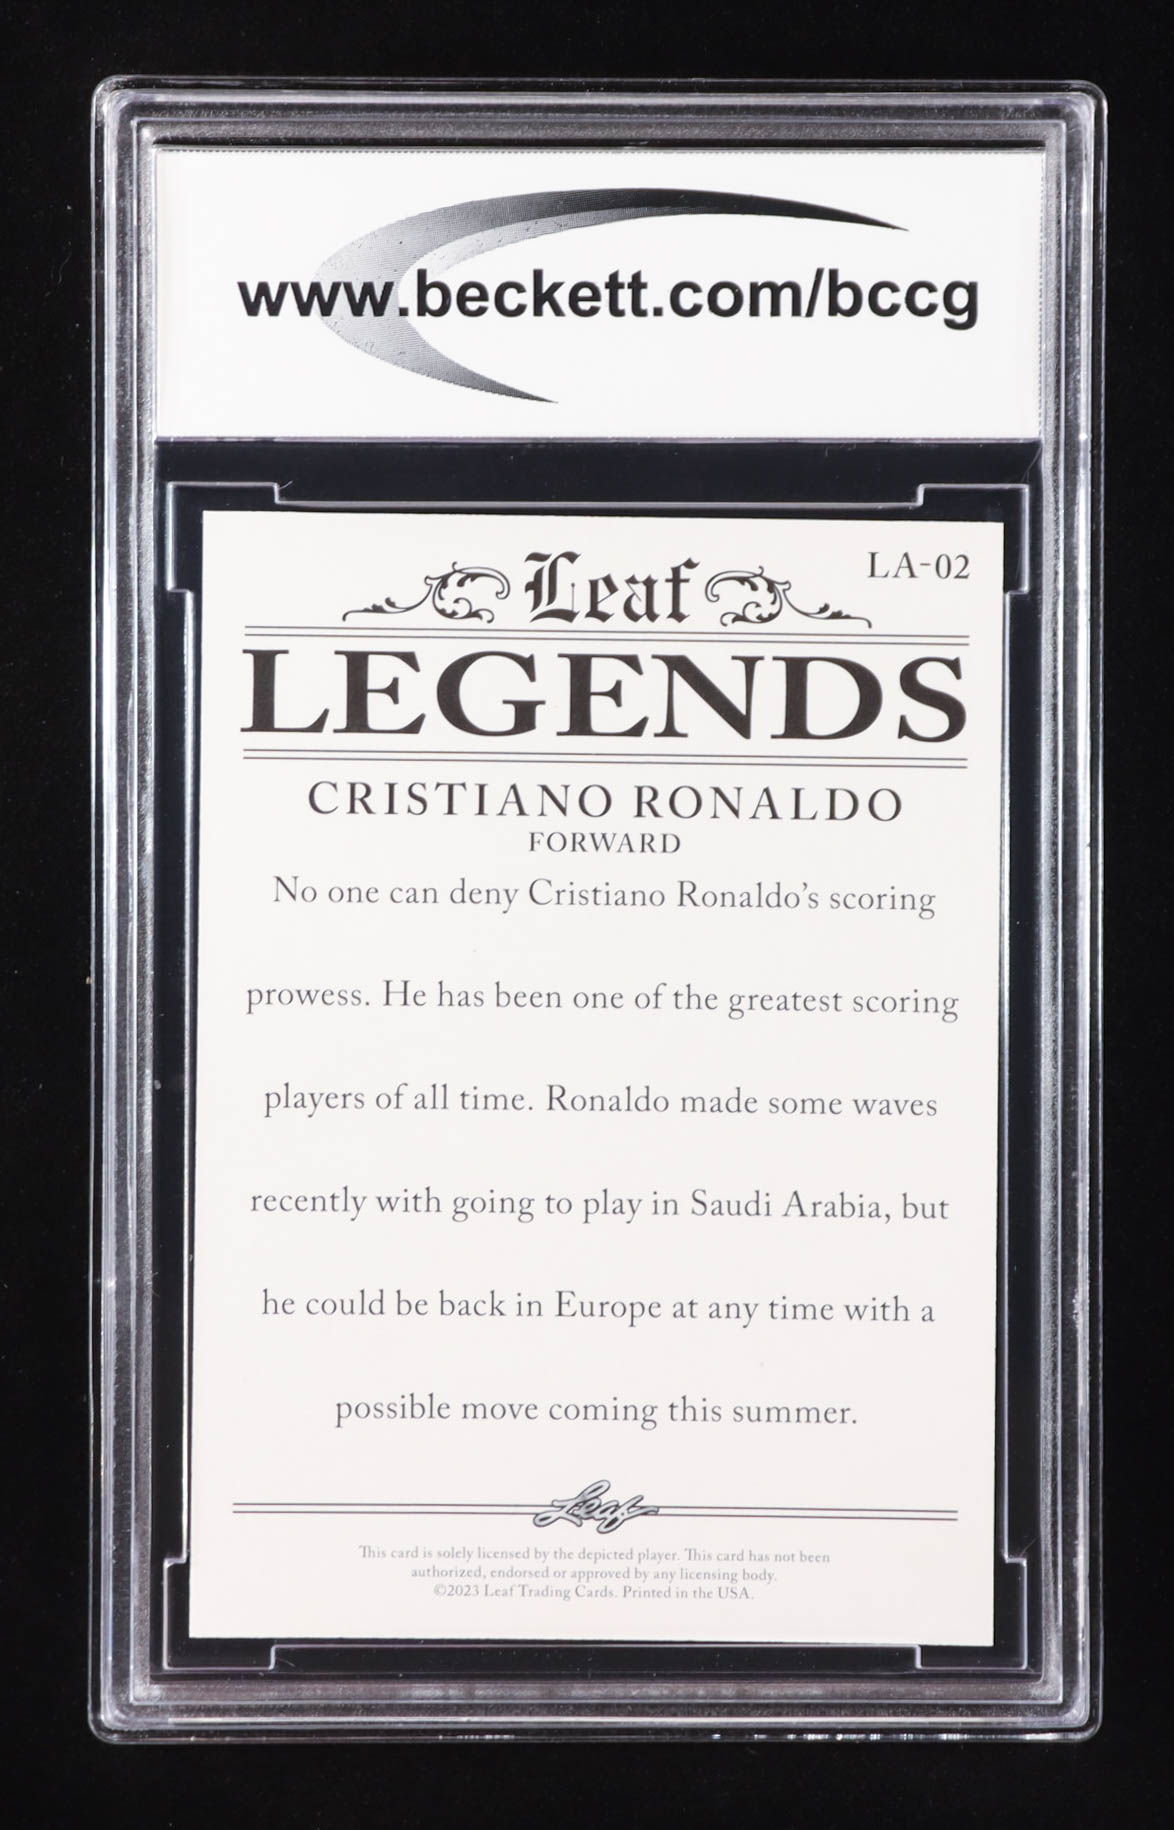 www.beckett.com/bccg
LA-02
Leaf
LEGENDS
CRISTIANO RONALDO
FORWARD
No one can deny Cristiano Ronaldo's scoring
prowess. He has been one of the greatest scoring
players of all time. Ronaldo made some waves
recently with going to play in Saudi Arabia, but
he could be back in Europe at any time with a
possible move coming this summer.
Leaf
This card is solely licensed by the depicted player. This card has not been
authorized, endorsed or approved by any licensing body.
©2023 Leaf Trading Cards. Printed in the USA.